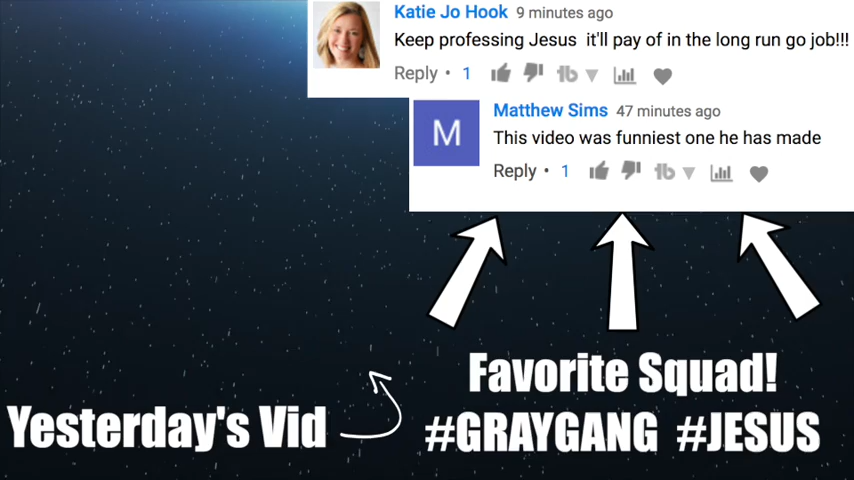 Katie Jo Hook 9 minutes ago
Keep professing Jesus it'll pay of in the long run go job!!!
Reply • 1
M
Matthew Sims 47 minutes ago
This video was funniest one he has made
Reply • 1
Favorite Squad!
Yesterday's Vid
#GRAYGANG #JESUS